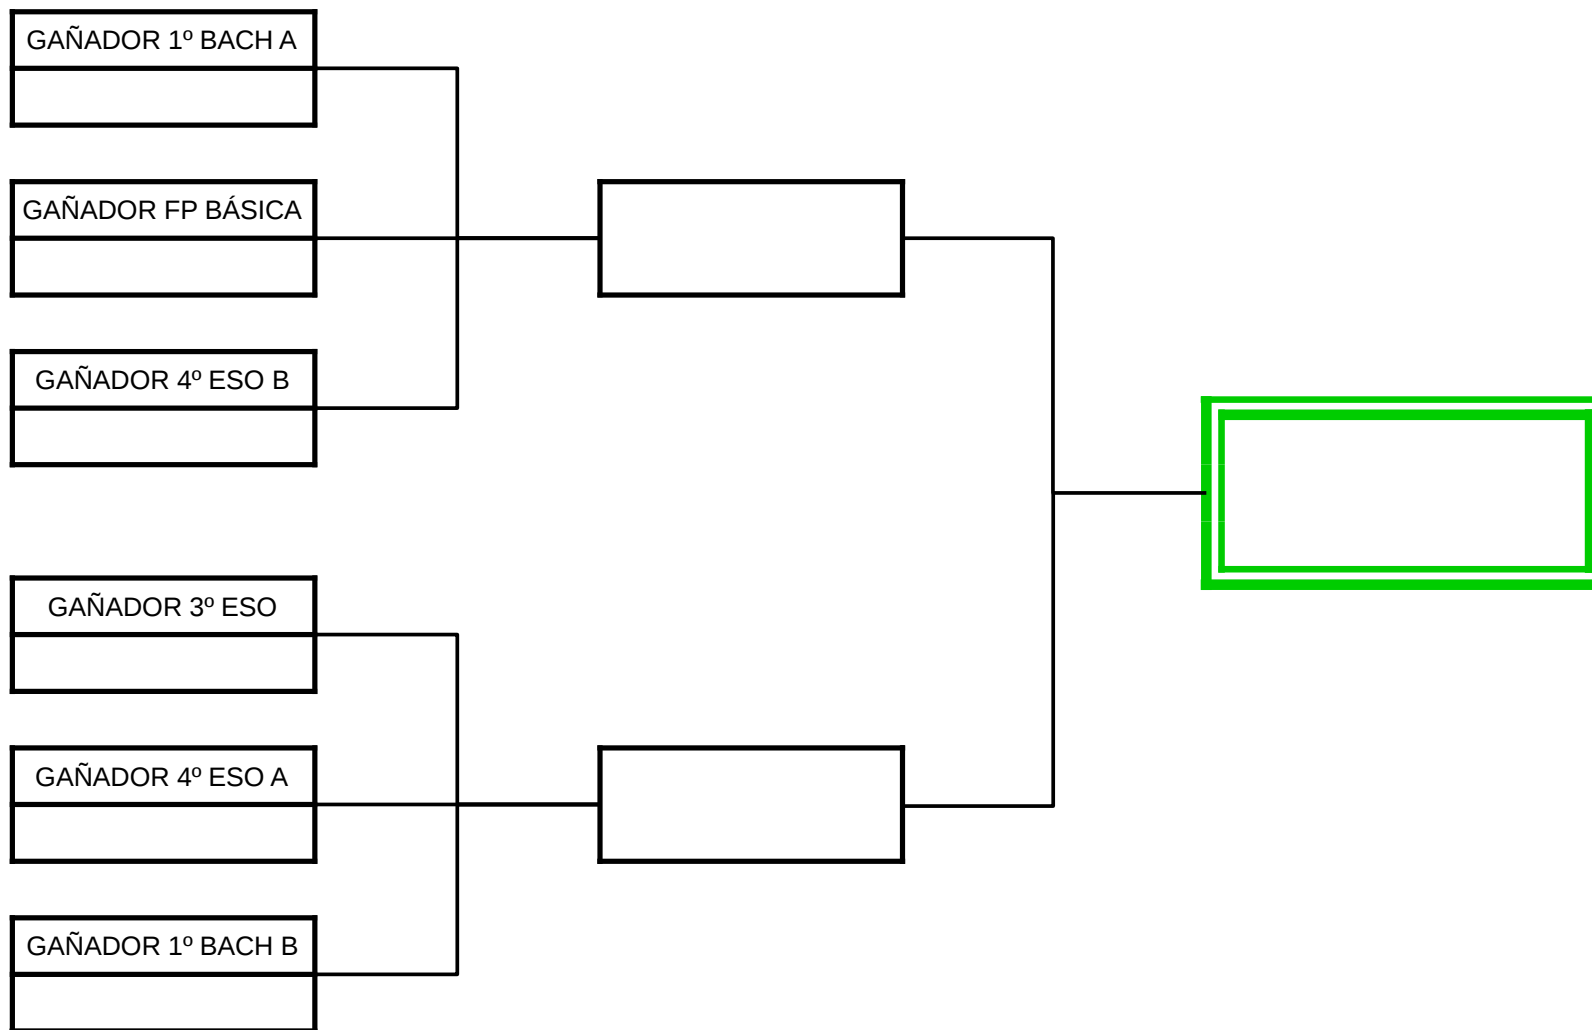 GAÑADOR 1º BACH A
GAÑADOR FP BÁSICA
GAÑADOR 4º ESO B
GAÑADOR 3º ESO
GAÑADOR 4º ESO A
GAÑADOR 1º BACH B